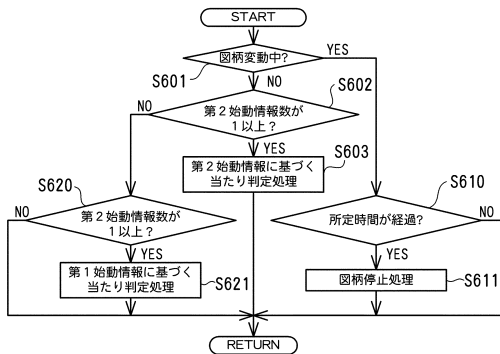 START
図柄変動中?
YES
S601
NO
S602
第２始動情報数が
１以上？
NO
YES
S603
第２始動情報に基づく
当たり判定処理
S620
NO
第２始動情報数が
１以上？
YES
第１始動情報に基づく
当たり判定処理
S621
S610
所定時間が経過?
NO
YES
図柄停止処理
S611
RETURN